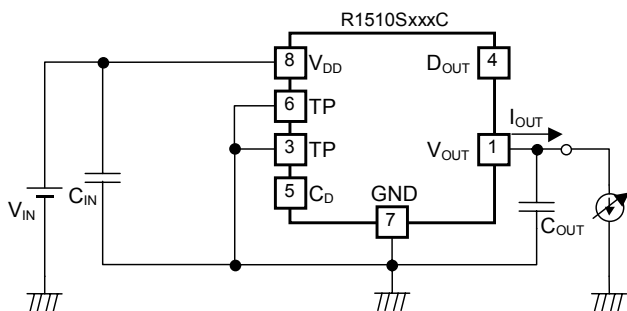 R1510SxxxC
8 VDD DOUT 4
6 TP
IOUT
3 TP VOUT 1
5 CD GND
VIN CIN 7 COUT